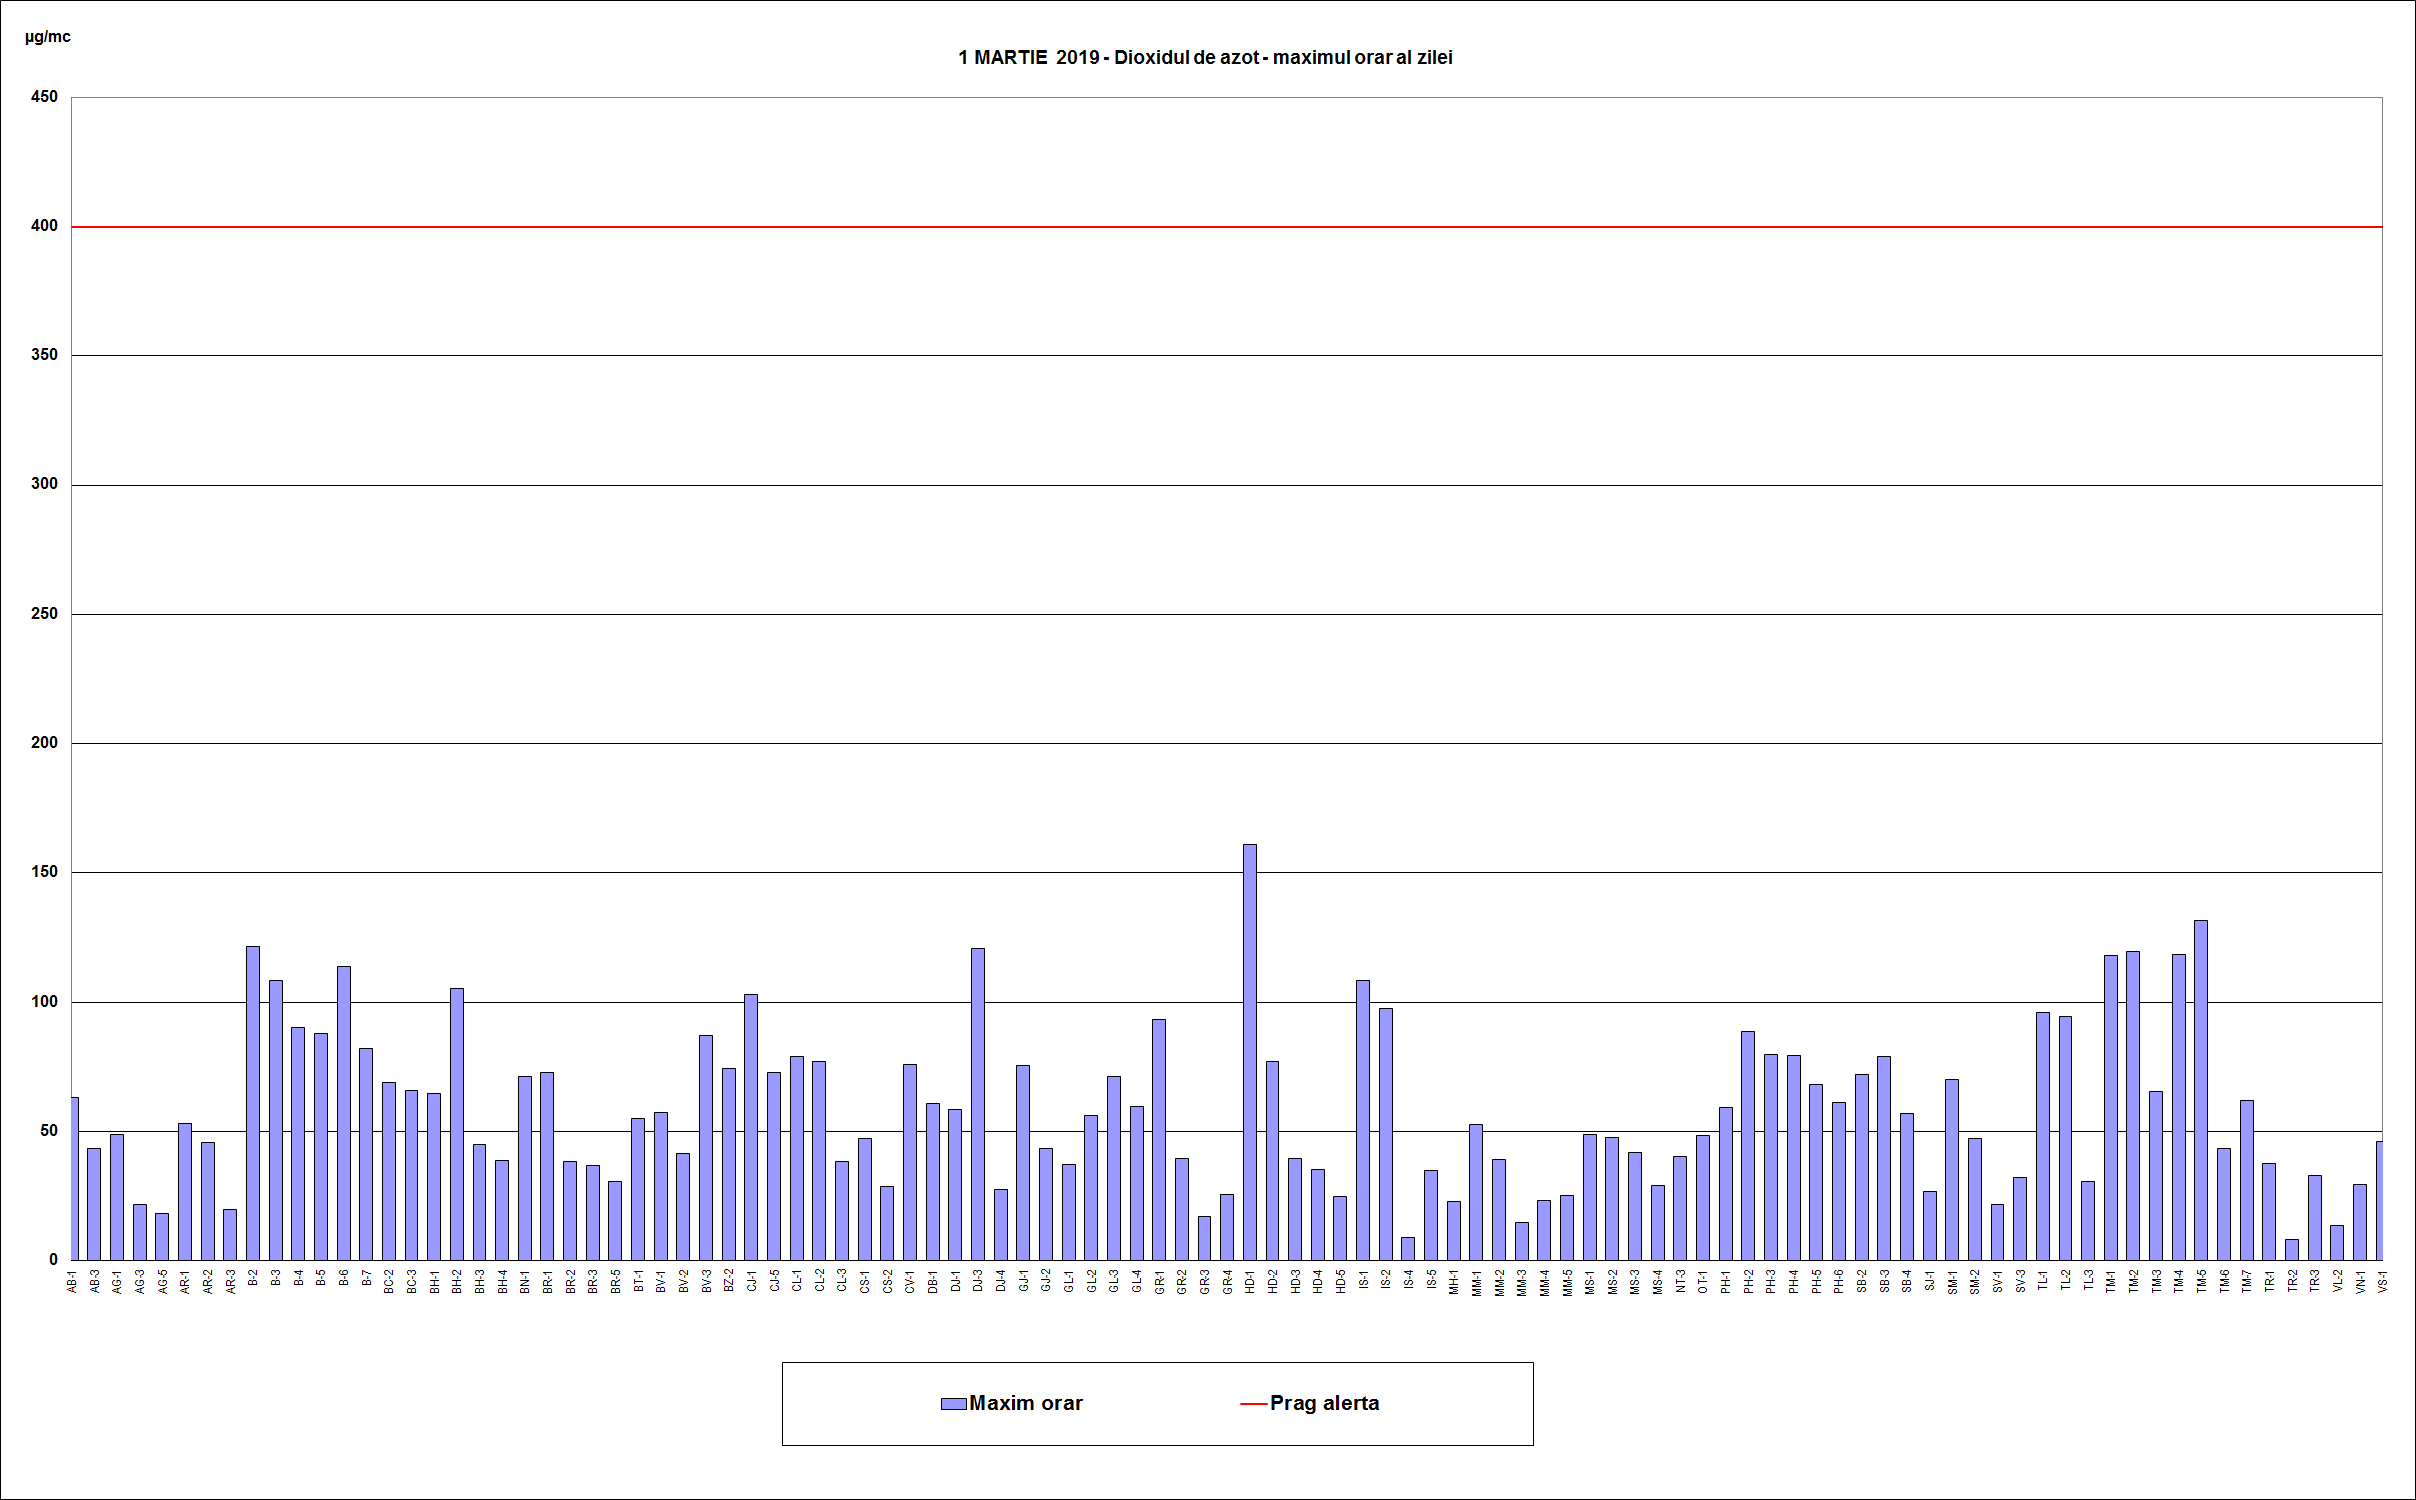 µg/mc
1 MARTIE  2019 - Dioxidul de azot - maximul orar al zilei
450
400
350
300
250
200
150
100
50
0
AB-1 AB-3 AG-1 AG-3 AG-5 AR-1 AR-2 AR-3 B-2 B-3 B-4 B-5 B-6 B-7 BC-2 BC-3 BH-1 BH-2 BH-3 BH-4 BN-1 BR-1 BR-2 BR-3 BR-5 BT-1 BV-1 BV-2 BV-3 BZ-2 CJ-1 CJ-5 CL-1 CL-2 CL-3 CS-1 CS-2 CV-1 DB-1 DJ-1 DJ-3 DJ-4 GJ-1 GJ-2 GL-1 GL-2 GL-3 GL-4 GR-1 GR-2 GR-3 GR-4 HD-1 HD-2 HD-3 HD-4 HD-5 IS-1 IS-2 IS-4 IS-5 MH-1 MM-1 MM-2 MM-3 MM-4 MM-5 MS-1 MS-2 MS-3 MS-4 NT-3 OT-1 PH-1 PH-2 PH-3 PH-4 PH-5 PH-6 SB-2 SB-3 SB-4 SJ-1 SM-1 SM-2 SV-1 SV-3 TL-1 TL-2 TL-3 TM-1 TM-2 TM-3 TM-4 TM-5 TM-6 TM-7 TR-1 TR-2 TR-3 VL-2 VN-1 VS-1
Maxim orar
Prag alerta